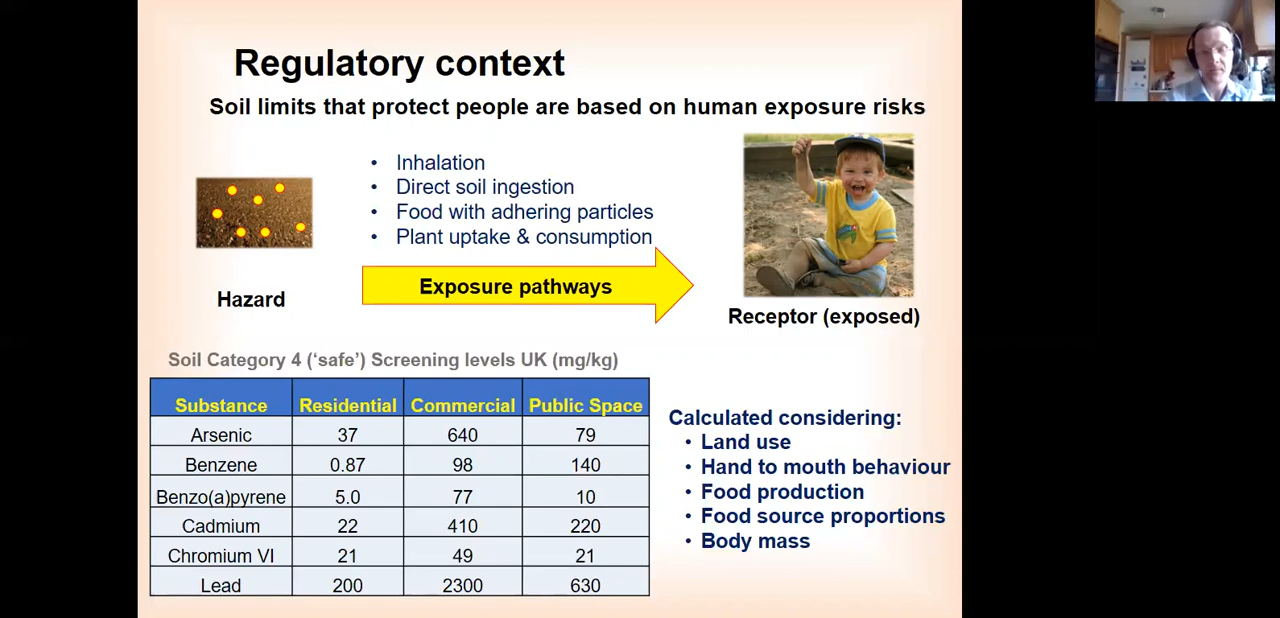 Regulatory context
Soil limits that protect people are based on human exposure risks
• Inhalation
• Direct soil ingestion
• Food with adhering particles
• Plant uptake & consumption
Exposure pathways
Hazard
Receptor (exposed)
Soil Category 4 (‘safe’) Screening levels UK (mg/kg)
Substance Residential Commercial Public Space
Arsenic 37 640 79
Benzene 0.87 98 140
Benzo(a)pyrene 5.0 77 10
Cadmium 22 410 220
Chromium VI 21 49 21
Lead 200 2300 630
Calculated considering:
• Land use
• Hand to mouth behaviour
• Food production
• Food source proportions
• Body mass